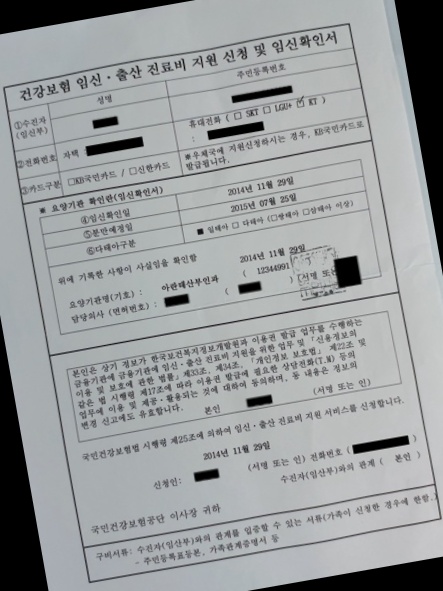 건강보험 임신·출산 진료비 지원 신청 및 임신확인서
①수진자
(임신부)
성명
주민등록번호
②전화번호
자택
휴대전화 ( □ SKT □ LGU+ ☑ KT )
:
③카드구분
□KB국민카드 / □신한카드
※우체국에 지원신청하시는 경우, KB국민카드로
발급됩니다.
※ 요양기관 확인란(임신확인서)
④임신확인일
2014년 11월 29일
⑤분만예정일
2015년 07월 25일
⑥다태아구분
■ 일태아 □ 다태아 (□쌍태아 □삼태아 이상)
위에 기록한 사항이 사실임을 확인함
2014년 11월 29일
요양기관명(기호) : 아란태산부인과 ( 12344991
담당의사 (면허번호) : ( ) (서명 또는
본인은 상기 정보가 한국보건복지정보개발원과 이용권 발급 업무를 수행하는
금융기관에 임신·출산 진료비 지원을 위한 업무 및 「신용정보의
이용 및 보호에 관한 법률」 제33조, 제34조, 「개인정보 보호법」 제22조 및
같은 법 시행령 제17조에 따라 이용권 발급에 필요한 상담전화(T.M) 등의
업무에 이용 및 제공·활용되는 것에 대하여 동의하며, 동 내용은 정보의
변경 신고에도 유효합니다.
본인 (서명 또는 인)
국민건강보험법 시행령 제25조에 의하여 임신·출산 진료비 지원 서비스를 신청합니다.
2014년 11월 29일
신청인: (서명 또는 인) 전화번호 ( )
수진자(임산부)와의 관계 ( 본인 )
국민건강보험공단 이사장 귀하
구비서류: 수진자(임산부)와의 관계를 입증할 수 있는 서류(가족이 신청한 경우에 한함.)
- 주민등록표등본, 가족관계증명서 등